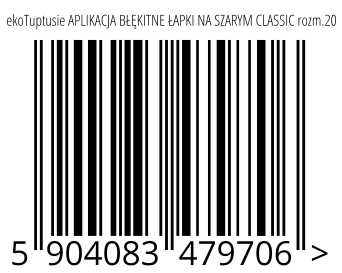 ekoTuptusie APLIKACJA BŁĘKITNE ŁAPKI NA SZARYM CLASSIC rozm.20
5 904083 479706 >